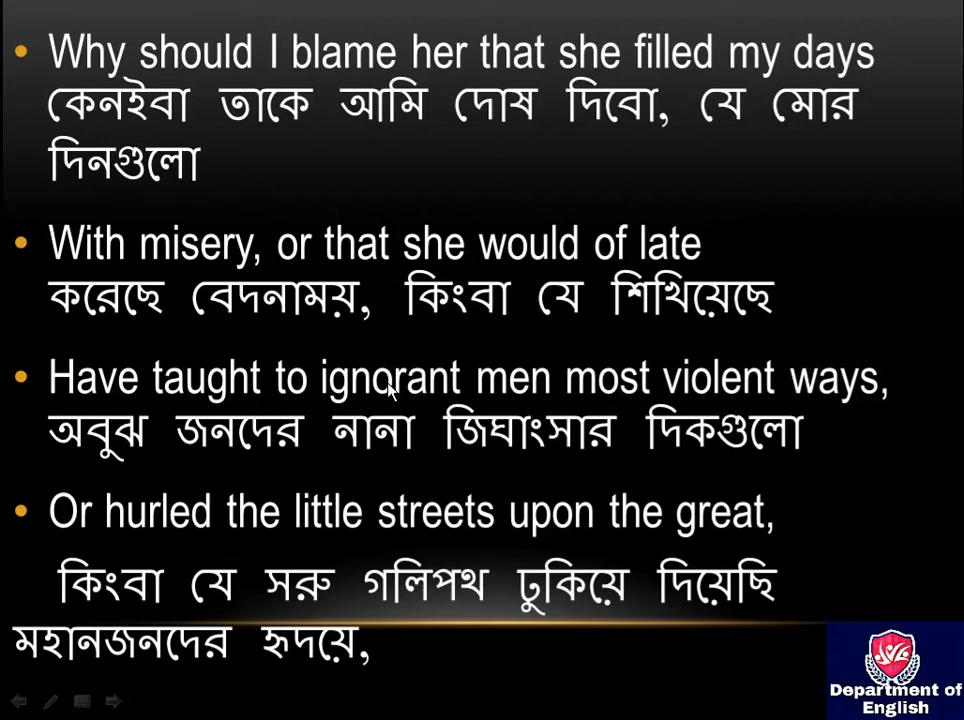 Why should I blame her that she filled my days
কেনইবা তাকে আমি দোষ দিবো, যে মোর
দিনগুলো
With misery, or that she would of late
করেছে বেদনাময়, কিংবা যে শিখিয়েছে
Have taught to ignorant men most violent ways,
অবুঝ জনদের নানা জিঘাংসার দিকগুলো
Or hurled the little streets upon the great,
কিংবা যে সরু গলিপথ ঢুকিয়ে দিয়েছি
মহানজনদের হৃদয়ে,
Department of
English